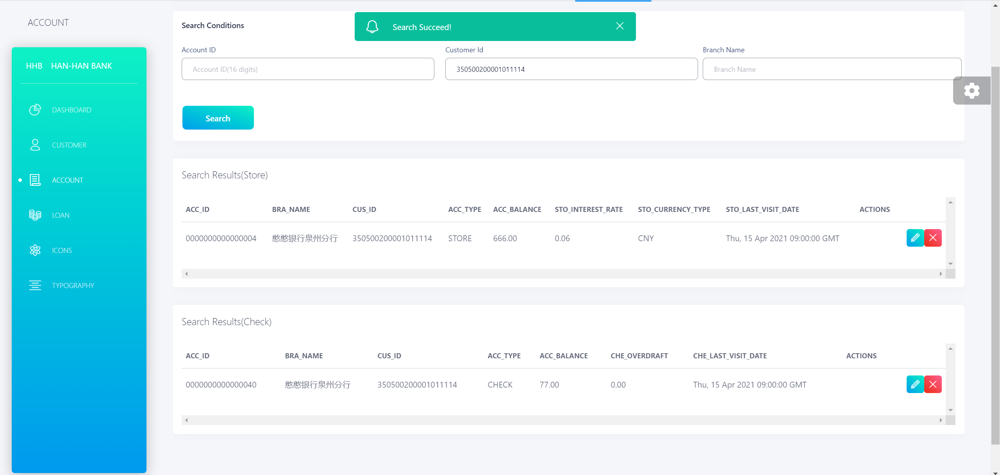 ACCOUNT
HHB HAN-HAN BANK
DASHBOARD
CUSTOMER
ACCOUNT
LOAN
ICONS
TYPOGRAPHY
Search Succeed!
Search Conditions
Account ID Customer Id Branch Name
Account ID(16 digits) 350500200001011114 Branch Name
Search
Search Results(Store)
ACC_ID BRA_NAME CUS_ID ACC_TYPE ACC_BALANCE STO_INTEREST_RATE STO_CURRENCY_TYPE STO_LAST_VISIT_DATE ACTIONS
0000000000000004 憨憨银行泉州分行 350500200001011114 STORE 666.00 0.06 CNY Thu, 15 Apr 2021 09:00:00 GMT
Search Results(Check)
ACC_ID BRA_NAME CUS_ID ACC_TYPE ACC_BALANCE CHE_OVERDRAFT CHE_LAST_VISIT_DATE ACTIONS
0000000000000040 憨憨银行泉州分行 350500200001011114 CHECK 77.00 0.00 Thu, 15 Apr 2021 09:00:00 GMT